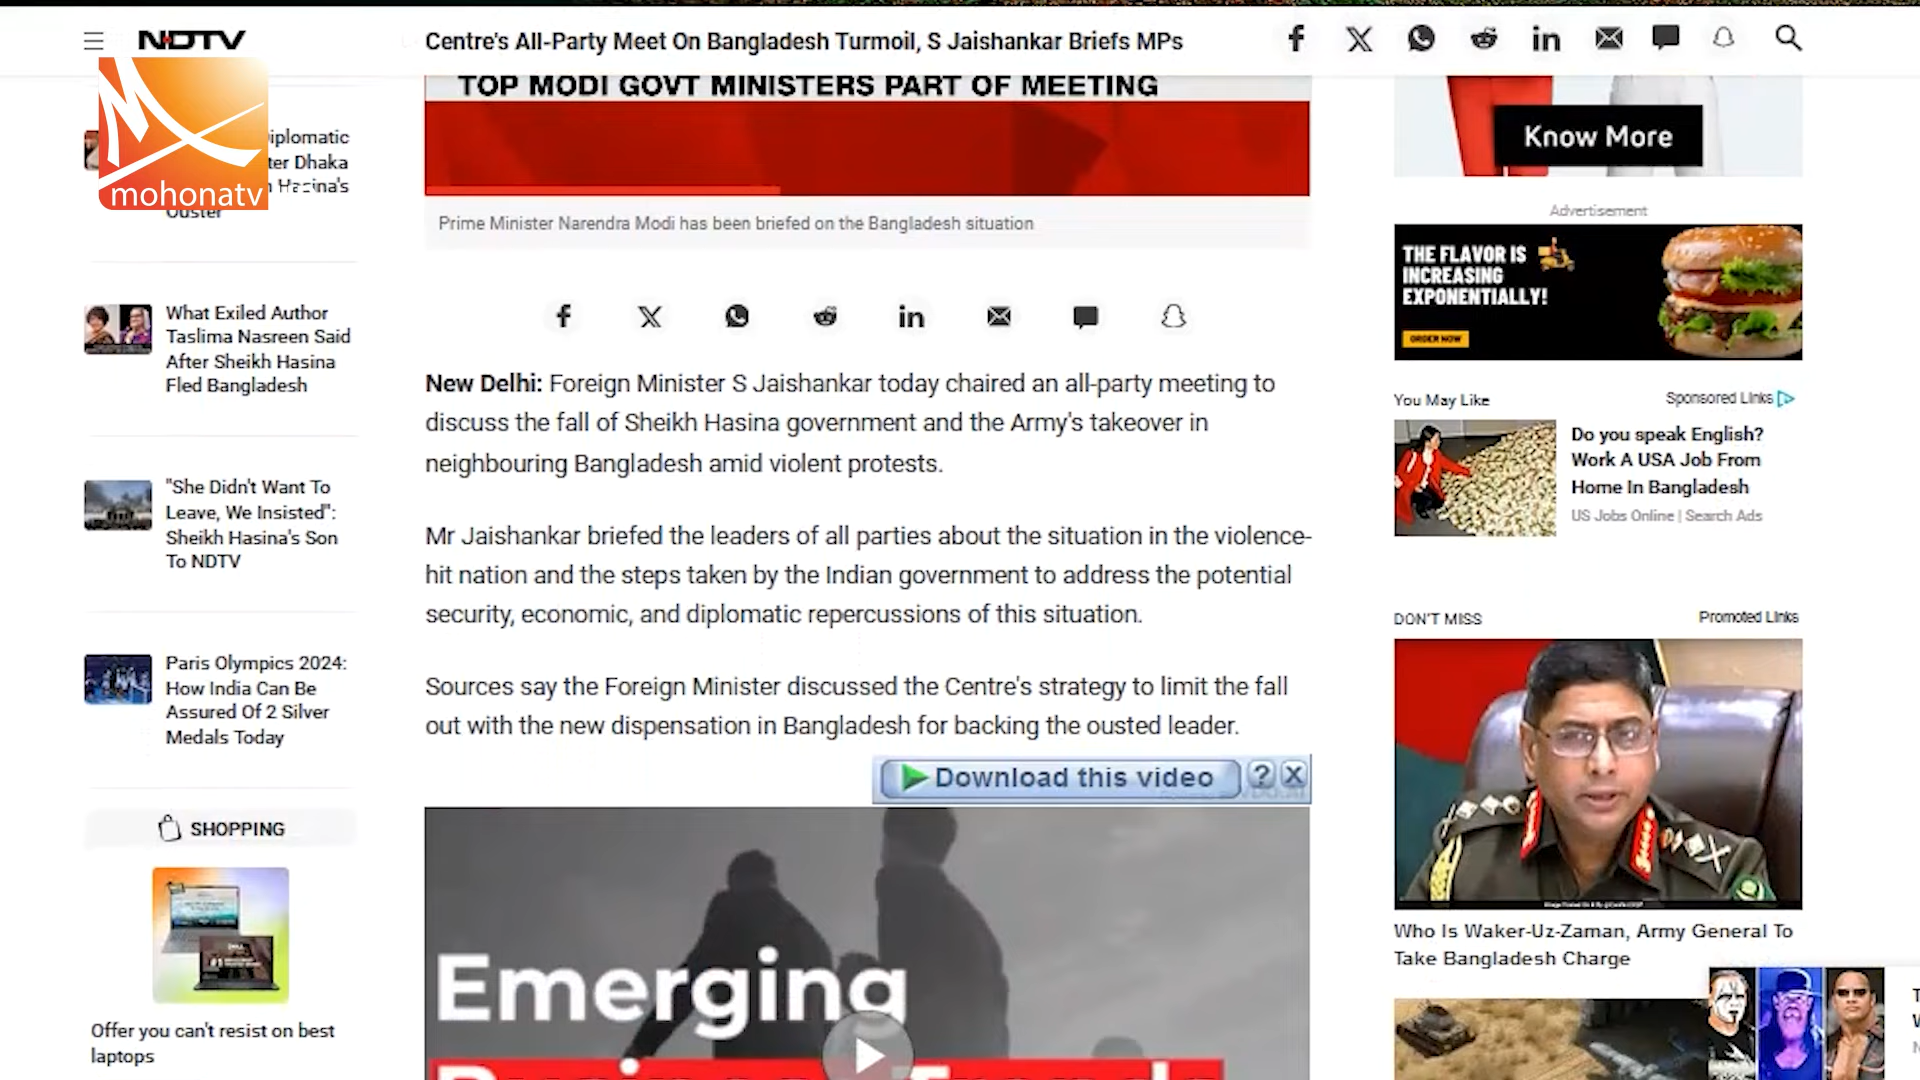 NDTV
Centre's All-Party Meet On Bangladesh Turmoil, S Jaishankar Briefs MPs
mohonatv
iplomatic
ter Dhaka
Hasina's
Ouster
What Exiled Author
Taslima Nasreen Said
After Sheikh Hasina
Fled Bangladesh
"She Didn't Want To
Leave, We Insisted":
Sheikh Hasina's Son
To NDTV
Paris Olympics 2024:
How India Can Be
Assured Of 2 Silver
Medals Today
SHOPPING
Offer you can't resist on best
laptops
TOP MODI GOVT MINISTERS PART OF MEETING
Prime Minister Narendra Modi has been briefed on the Bangladesh situation
New Delhi: Foreign Minister S Jaishankar today chaired an all-party meeting to
discuss the fall of Sheikh Hasina government and the Army's takeover in
neighbouring Bangladesh amid violent protests.
Mr Jaishankar briefed the leaders of all parties about the situation in the violence-
hit nation and the steps taken by the Indian government to address the potential
security, economic, and diplomatic repercussions of this situation.
Sources say the Foreign Minister discussed the Centre's strategy to limit the fall
out with the new dispensation in Bangladesh for backing the ousted leader.
Download this video ? X
Emerging
Know More
Advertisement
THE FLAVOR IS
INCREASING
EXPONENTIALLY!
ORDER NOW
You May Like
Sponsored Links
Do you speak English?
Work A USA Job From
Home In Bangladesh
US Jobs Online | Search Ads
DON'T MISS
Promoted Links
Who Is Waker-Uz-Zaman, Army General To
Take Bangladesh Charge